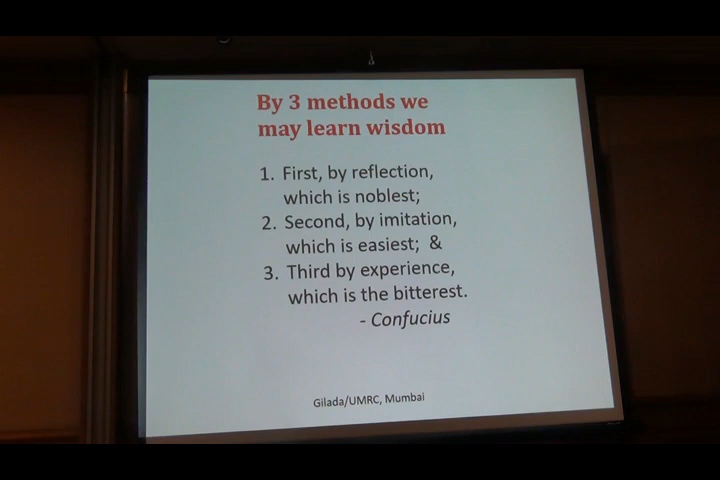 By 3 methods we
may learn wisdom
1. First, by reflection,
which is noblest;
2. Second, by imitation,
which is easiest; &
3. Third by experience,
which is the bitterest.
- Confucius
Gilada/UMRC, Mumbai